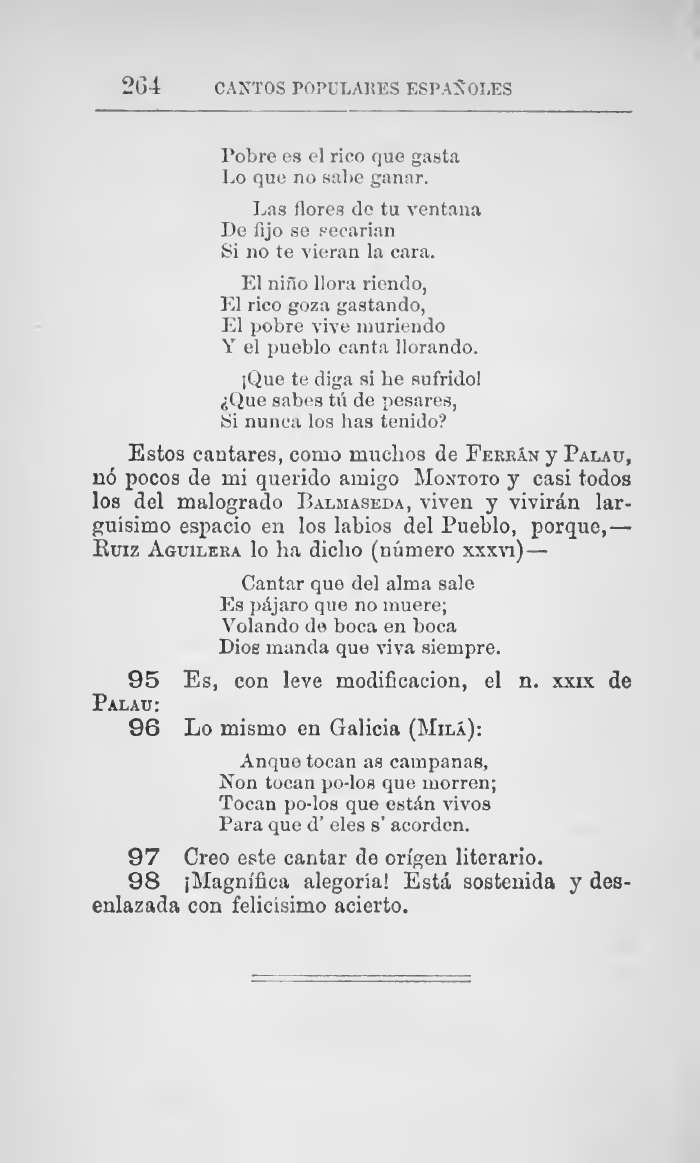 264 CANTOS POPULARES ESPAÑOLES
Pobre es el rico que gasta
Lo que no sabe ganar.
Las flores de tu ventana
De fijo se secarian
Si no te vieran la cara.
El niño llora riendo,
El rico goza gastando,
El pobre vive muriendo
Y el pueblo canta llorando.
¡Que te diga si he sufrido!
¿Que sabes tú de pesares,
Si nunca los has tenido?
Estos cantares, como muchos de FERRÁN y PALAU,
nó pocos de mi querido amigo MONTOTO y casi todos
los del malogrado BALMASEDA, viven y vivirán lar-
guísimo espacio en los labios del Pueblo, porque,—
RUIZ AGUILERA lo ha dicho (número XXXVI)—
Cantar que del alma sale
Es pájaro que no muere;
Volando de boca en boca
Dios manda que viva siempre.
95 Es, con leve modificacion, el n. XXIX de
PALAU:
96 Lo mismo en Galicia (MILÁ):
Anque tocan as campanas,
Non tocan po-los que morren;
Tocan po-los que están vivos
Para que d' eles s' acorden.
97 Creo este cantar de orígen literario.
98 ¡Magnífica alegoría! Está sostenida y des-
enlazada con felicísimo acierto.